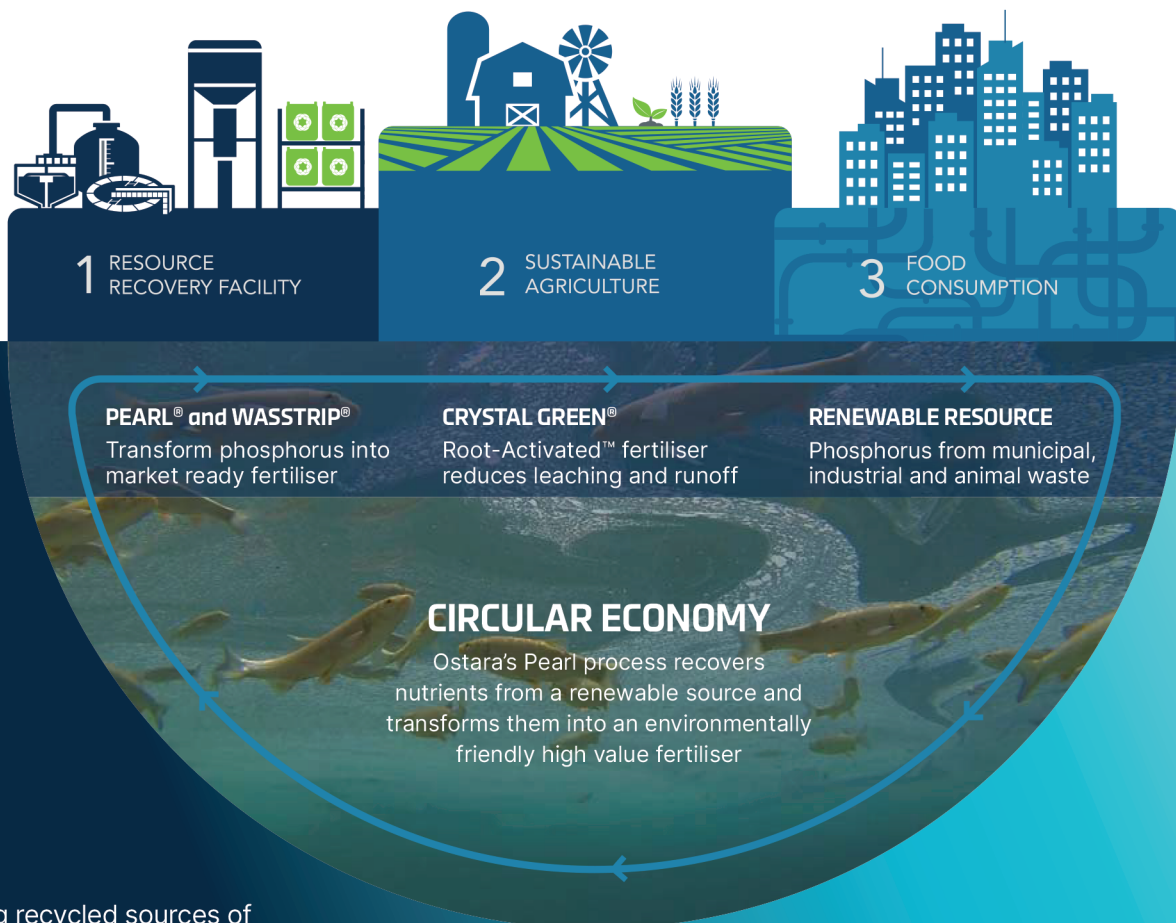 1 RESOURCE
RECOVERY FACILITY
2 SUSTAINABLE
AGRICULTURE
3 FOOD
CONSUMPTION
PEARL® and WASSTRIP®
Transform phosphorus into
market ready fertiliser
CRYSTAL GREEN®
Root-Activated™ fertiliser
reduces leaching and runoff
RENEWABLE RESOURCE
Phosphorus from municipal,
industrial and animal waste
CIRCULAR ECONOMY
Ostara's Pearl process recovers
nutrients from a renewable source and
transforms them into an environmentally
friendly high value fertiliser
recycled sources of